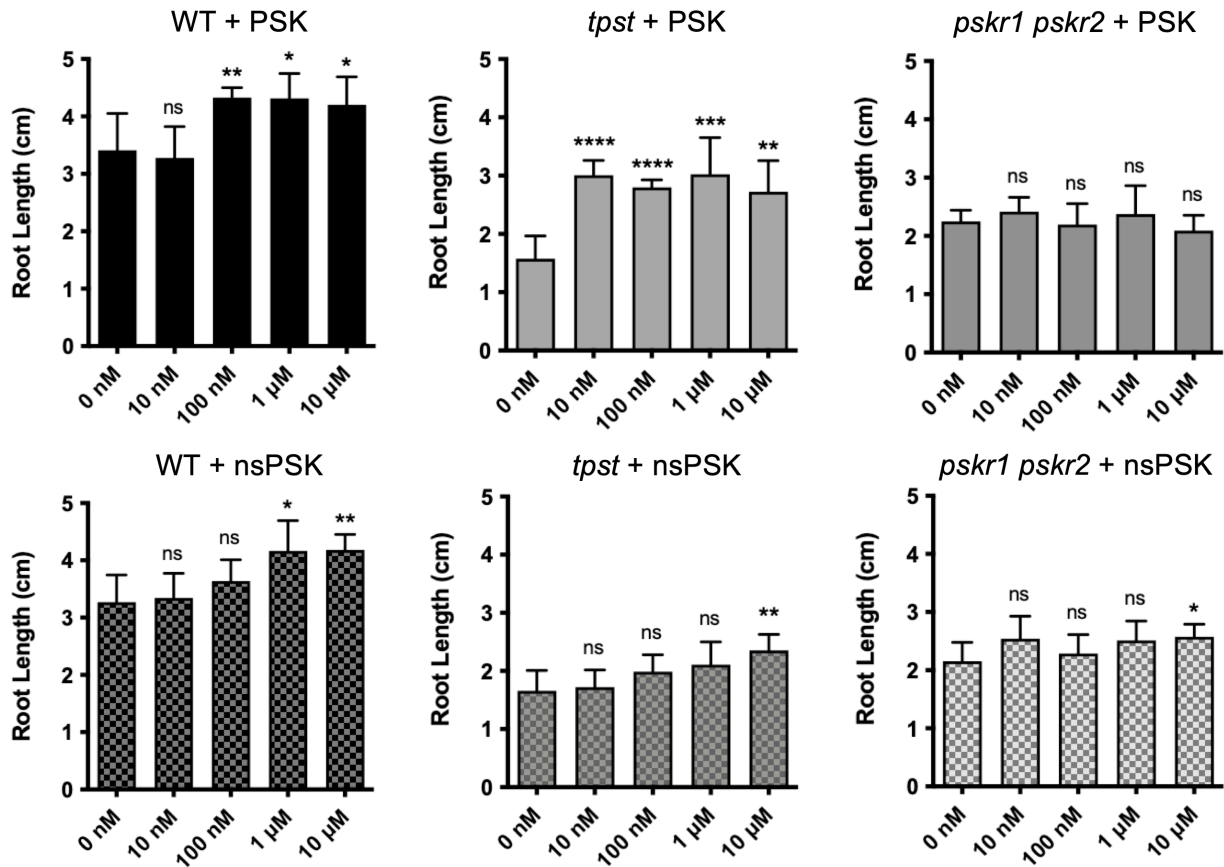 WT + PSK
Root Length (cm)
5
4
3
2
1
0
ns
**
*
*
0 nM
10 nM
100 nM
1 µM
10 µM
tpst + PSK
Root Length (cm)
5
4
3
2
1
0
****
****
***
**
0 nM
10 nM
100 nM
1 µM
10 µM
pskr1 pskr2 + PSK
Root Length (cm)
5
4
3
2
1
0
ns
ns
ns
ns
0 nM
10 nM
100 nM
1 µM
10 µM
WT + nsPSK
Root Length (cm)
5
4
3
2
1
0
ns
ns
*
**
0 nM
10 nM
100 nM
1 µM
10 µM
tpst + nsPSK
Root Length (cm)
5
4
3
2
1
0
ns
ns
ns
**
0 nM
10 nM
100 nM
1 µM
10 µM
pskr1 pskr2 + nsPSK
Root Length (cm)
5
4
3
2
1
0
ns
ns
ns
*
0 nM
10 nM
100 nM
1 µM
10 µM